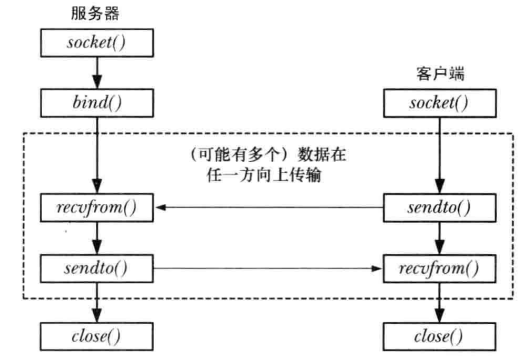 服务器
socket()
客户端
bind()
socket()
(可能有多个）数据在
任一方向上传输
recvfrom()
sendto()
sendto()
recvfrom()
close()
close()